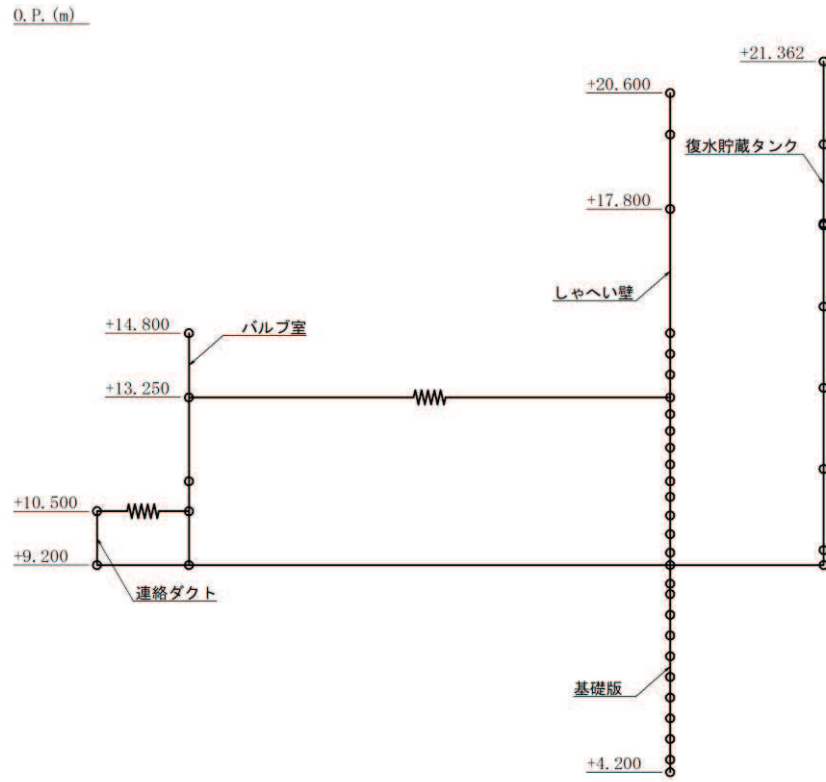 O.P.(m)
+21.362
+20.600
復水貯蔵タンク
+17.800
しゃへい壁
+14.800
バルブ室
+13.250
+10.500
+9.200
連絡ダクト
基礎版
+4.200